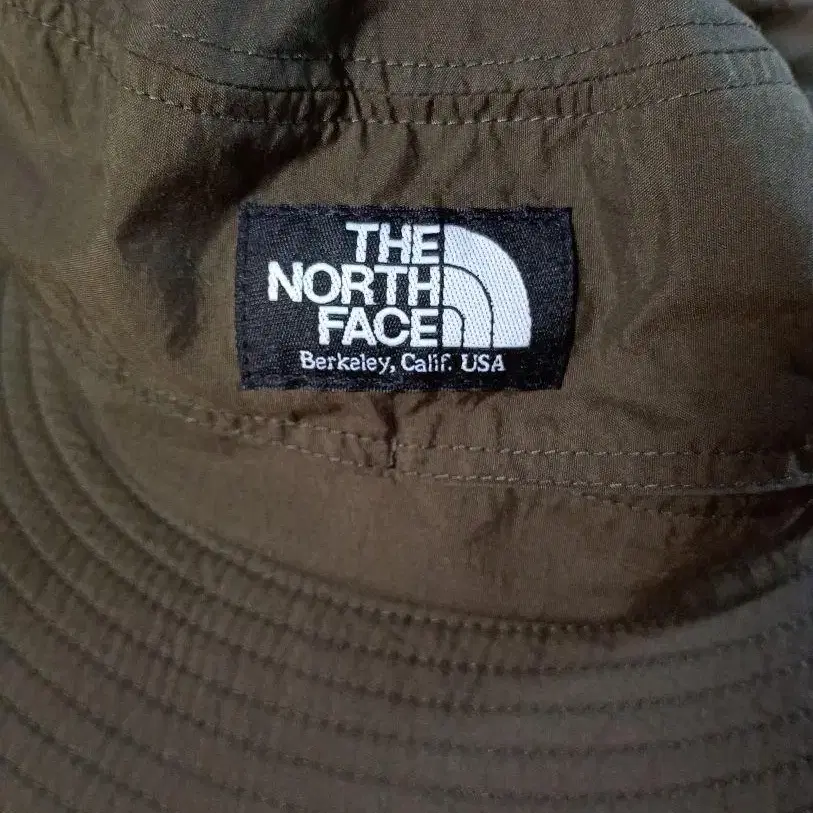 THE
NORTH
FACE
Berkeley, Calif. USA